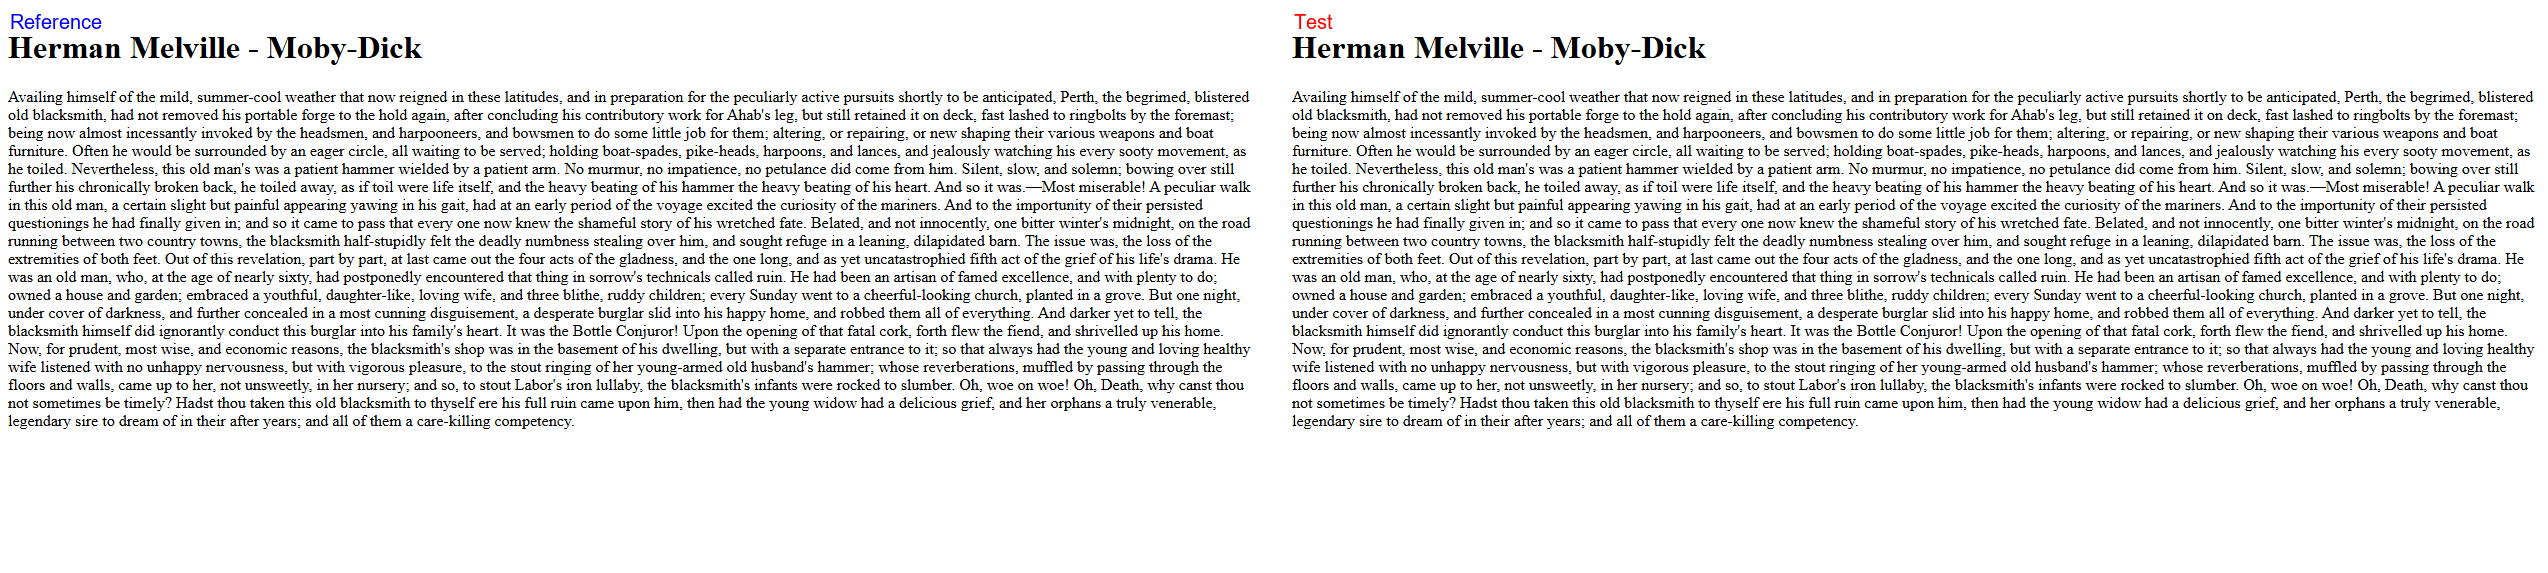 Reference
Herman Melville - Moby-Dick
Availing himself of the mild, summer-cool weather that now reigned in these latitudes, and in preparation for the peculiarly active pursuits shortly to be anticipated, Perth, the begrimed, blistered
old blacksmith, had not removed his portable forge to the hold again, after concluding his contributory work for Ahab's leg, but still retained it on deck, fast lashed to ringbolts by the foremast;
being now almost incessantly invoked by the headsmen, and harpooneers, and bowsmen to do some little job for them; altering, or repairing, or new shaping their various weapons and boat
furniture. Often he would be surrounded by an eager circle, all waiting to be served; holding boat-spades, pike-heads, harpoons, and lances, and jealously watching his every sooty movement, as
he toiled. Nevertheless, this old man's was a patient hammer wielded by a patient arm. No murmur, no impatience, no petulance did come from him. Silent, slow, and solemn; bowing over still
further his chronically broken back, he toiled away, as if toil were life itself, and the heavy beating of his hammer the heavy beating of his heart. And so it was.—Most miserable! A peculiar walk
in this old man, a certain slight but painful appearing yawing in his gait, had at an early period of the voyage excited the curiosity of the mariners. And to the importunity of their persisted
questionings he had finally given in; and so it came to pass that every one now knew the shameful story of his wretched fate. Belated, and not innocently, one bitter winter's midnight, on the road
running between two country towns, the blacksmith half-stupidly felt the deadly numbness stealing over him, and sought refuge in a leaning, dilapidated barn. The issue was, the loss of the
extremities of both feet. Out of this revelation, part by part, at last came out the four acts of the gladness, and the one long, and as yet uncatastrophied fifth act of the grief of his life's drama. He
was an old man, who, at the age of nearly sixty, had postponedly encountered that thing in sorrow's technicals called ruin. He had been an artisan of famed excellence, and with plenty to do;
owned a house and garden; embraced a youthful, daughter-like, loving wife, and three blithe, ruddy children; every Sunday went to a cheerful-looking church, planted in a grove. But one night,
under cover of darkness, and further concealed in a most cunning disguisement, a desperate burglar slid into his happy home, and robbed them all of everything. And darker yet to tell, the
blacksmith himself did ignorantly conduct this burglar into his family's heart. It was the Bottle Conjuror! Upon the opening of that fatal cork, forth flew the fiend, and shrivelled up his home.
Now, for prudent, most wise, and economic reasons, the blacksmith's shop was in the basement of his dwelling, but with a separate entrance to it; so that always had the young and loving healthy
wife listened with no unhappy nervousness, but with vigorous pleasure, to the stout ringing of her young-armed old husband's hammer; whose reverberations, muffled by passing through the
floors and walls, came up to her, not unsweetly, in her nursery; and so, to stout Labor's iron lullaby, the blacksmith's infants were rocked to slumber. Oh, woe on woe! Oh, Death, why canst thou
not sometimes be timely? Hadst thou taken this old blacksmith to thyself ere his full ruin came upon him, then had the young widow had a delicious grief, and her orphans a truly venerable,
legendary sire to dream of in their after years; and all of them a care-killing competency.
Test
Herman Melville - Moby-Dick
Availing himself of the mild, summer-cool weather that now reigned in these latitudes, and in preparation for the peculiarly active pursuits shortly to be anticipated, Perth, the begrimed, blistered
old blacksmith, had not removed his portable forge to the hold again, after concluding his contributory work for Ahab's leg, but still retained it on deck, fast lashed to ringbolts by the foremast;
being now almost incessantly invoked by the headsmen, and harpooneers, and bowsmen to do some little job for them; altering, or repairing, or new shaping their various weapons and boat
furniture. Often he would be surrounded by an eager circle, all waiting to be served; holding boat-spades, pike-heads, harpoons, and lances, and jealously watching his every sooty movement, as
he toiled. Nevertheless, this old man's was a patient hammer wielded by a patient arm. No murmur, no impatience, no petulance did come from him. Silent, slow, and solemn; bowing over still
further his chronically broken back, he toiled away, as if toil were life itself, and the heavy beating of his hammer the heavy beating of his heart. And so it was.—Most miserable! A peculiar walk
in this old man, a certain slight but painful appearing yawing in his gait, had at an early period of the voyage excited the curiosity of the mariners. And to the importunity of their persisted
questionings he had finally given in; and so it came to pass that every one now knew the shameful story of his wretched fate. Belated, and not innocently, one bitter winter's midnight, on the road
running between two country towns, the blacksmith half-stupidly felt the deadly numbness stealing over him, and sought refuge in a leaning, dilapidated barn. The issue was, the loss of the
extremities of both feet. Out of this revelation, part by part, at last came out the four acts of the gladness, and the one long, and as yet uncatastrophied fifth act of the grief of his life's drama. He
was an old man, who, at the age of nearly sixty, had postponedly encountered that thing in sorrow's technicals called ruin. He had been an artisan of famed excellence, and with plenty to do;
owned a house and garden; embraced a youthful, daughter-like, loving wife, and three blithe, ruddy children; every Sunday went to a cheerful-looking church, planted in a grove. But one night,
under cover of darkness, and further concealed in a most cunning disguisement, a desperate burglar slid into his happy home, and robbed them all of everything. And darker yet to tell, the
blacksmith himself did ignorantly conduct this burglar into his family's heart. It was the Bottle Conjuror! Upon the opening of that fatal cork, forth flew the fiend, and shrivelled up his home.
Now, for prudent, most wise, and economic reasons, the blacksmith's shop was in the basement of his dwelling, but with a separate entrance to it; so that always had the young and loving healthy
wife listened with no unhappy nervousness, but with vigorous pleasure, to the stout ringing of her young-armed old husband's hammer; whose reverberations, muffled by passing through the
floors and walls, came up to her, not unsweetly, in her nursery; and so, to stout Labor's iron lullaby, the blacksmith's infants were rocked to slumber. Oh, woe on woe! Oh, Death, why canst thou
not sometimes be timely? Hadst thou taken this old blacksmith to thyself ere his full ruin came upon him, then had the young widow had a delicious grief, and her orphans a truly venerable,
legendary sire to dream of in their after years; and all of them a care-killing competency.